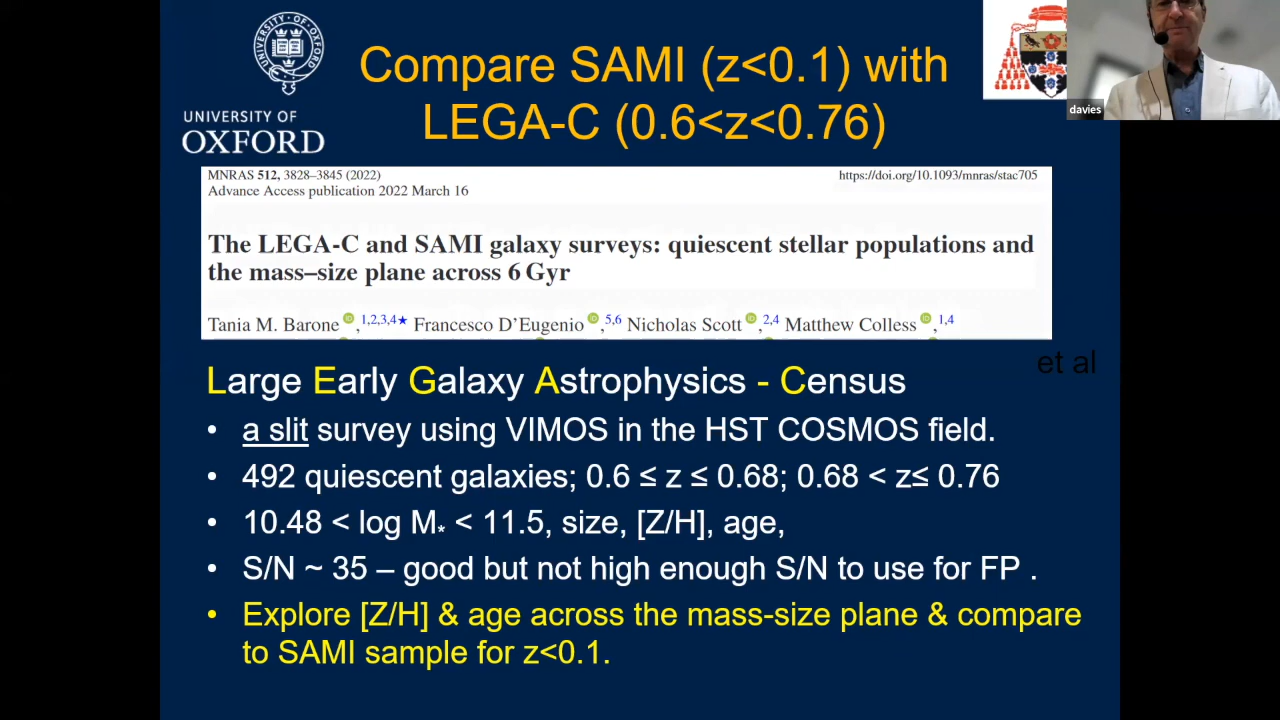 Compare SAMI (z<0.1) with
LEGA-C (0.6<z<0.76)
UNIVERSITY OF
OXFORD
davies
MNRAS 512, 3828–3845 (2022)
https://doi.org/10.1093/mnras/stac705
Advance Access publication 2022 March 16
The LEGA-C and SAMI galaxy surveys: quiescent stellar populations and
the mass–size plane across 6 Gyr
Tania M. Barone,1,2,3,4★ Francesco D'Eugenio,5,6 Nicholas Scott,2,4 Matthew Colless,1,4
et al
Large Early Galaxy Astrophysics - Census
• a slit survey using VIMOS in the HST COSMOS field.
• 492 quiescent galaxies; 0.6 ≤ z ≤ 0.68; 0.68 < z≤ 0.76
• 10.48 < log M* < 11.5, size, [Z/H], age,
• S/N ~ 35 – good but not high enough S/N to use for FP .
• Explore [Z/H] & age across the mass-size plane & compare
to SAMI sample for z<0.1.